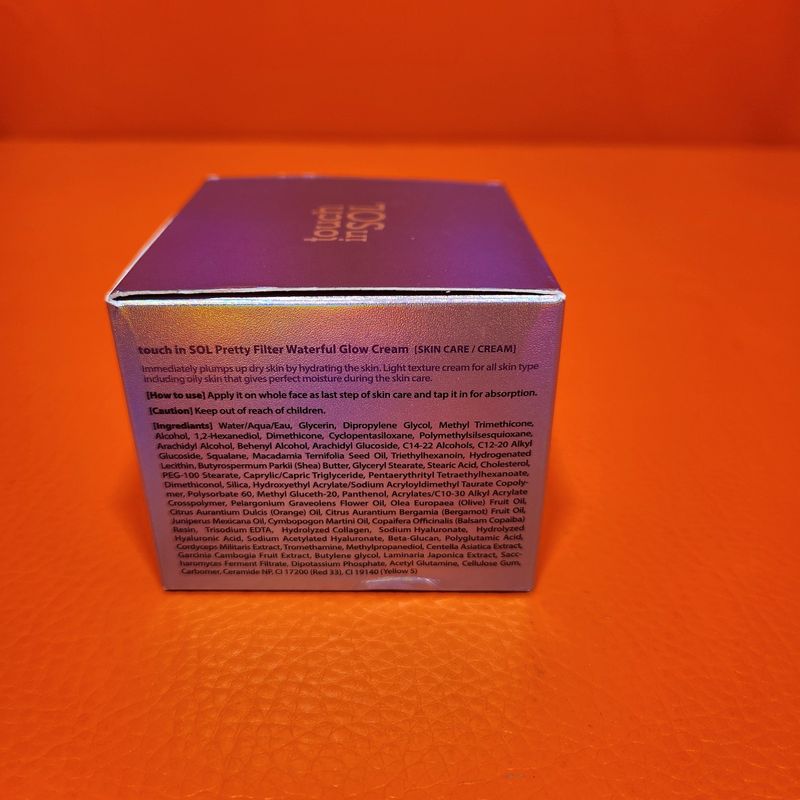 touch
in SOL
touch in SOL Pretty Filter Waterful Glow Cream [SKIN CARE / CREAM]
Immediately plumps up dry skin by hydrating the skin. Light texture cream for all skin type
including oily skin that gives perfect moisture during the skin care.
[How to use] Apply it on whole face as last step of skin care and tap it in for absorption.
[Caution] Keep out of reach of children.
[Ingrediants] Water/Aqua/Eau, Glycerin, Dipropylene Glycol, Methyl Trimethicone,
Alcohol, 1,2-Hexanediol, Dimethicone, Cyclopentasiloxane, Polymethylsilsesquioxane,
Arachidyl Alcohol, Behenyl Alcohol, Arachidyl Glucoside, C14-22 Alcohols, C12-20 Alkyl
Glucoside, Squalane, Macadamia Ternifolia Seed Oil, Triethylhexanoin, Hydrogenated
Lecithin, Butyrospermum Parkii (Shea) Butter, Glyceryl Stearate, Stearic Acid, Cholesterol,
PEG-100 Stearate, Caprylic/Capric Triglyceride, Pentaerythrityl Tetraethylhexanoate,
Dimethiconol, Silica, Hydroxyethyl Acrylate/Sodium Acryloyldimethyl Taurate Copoly-
mer, Polysorbate 60, Methyl Gluceth-20, Panthenol, Acrylates/C10-30 Alkyl Acrylate
Crosspolymer, Pelargonium Graveolens Flower Oil, Olea Europaea (Olive) Fruit Oil,
Citrus Aurantium Dulcis (Orange) Oil, Citrus Aurantium Bergamia (Bergamot) Fruit Oil,
Juniperus Mexicana Oil, Cymbopogon Martini Oil, Copaifera Officinalis (Balsam Copaiba)
Resin, Trisodium EDTA, Hydrolyzed Collagen, Sodium Hyaluronate, Hydrolyzed
Hyaluronic Acid, Sodium Acetylated Hyaluronate, Beta-Glucan, Polyglutamic Acid,
Cordyceps Militaris Extract, Tromethamine, Methylpropanediol, Centella Asiatica Extract,
Garcinia Cambogia Fruit Extract, Butylene glycol, Laminaria Japonica Extract, Sacc-
haromyces Ferment Filtrate, Dipotassium Phosphate, Acetyl Glutamine, Cellulose Gum,
Carbomer, Ceramide NP, CI 17200 (Red 33), CI 19140 (Yellow 5)